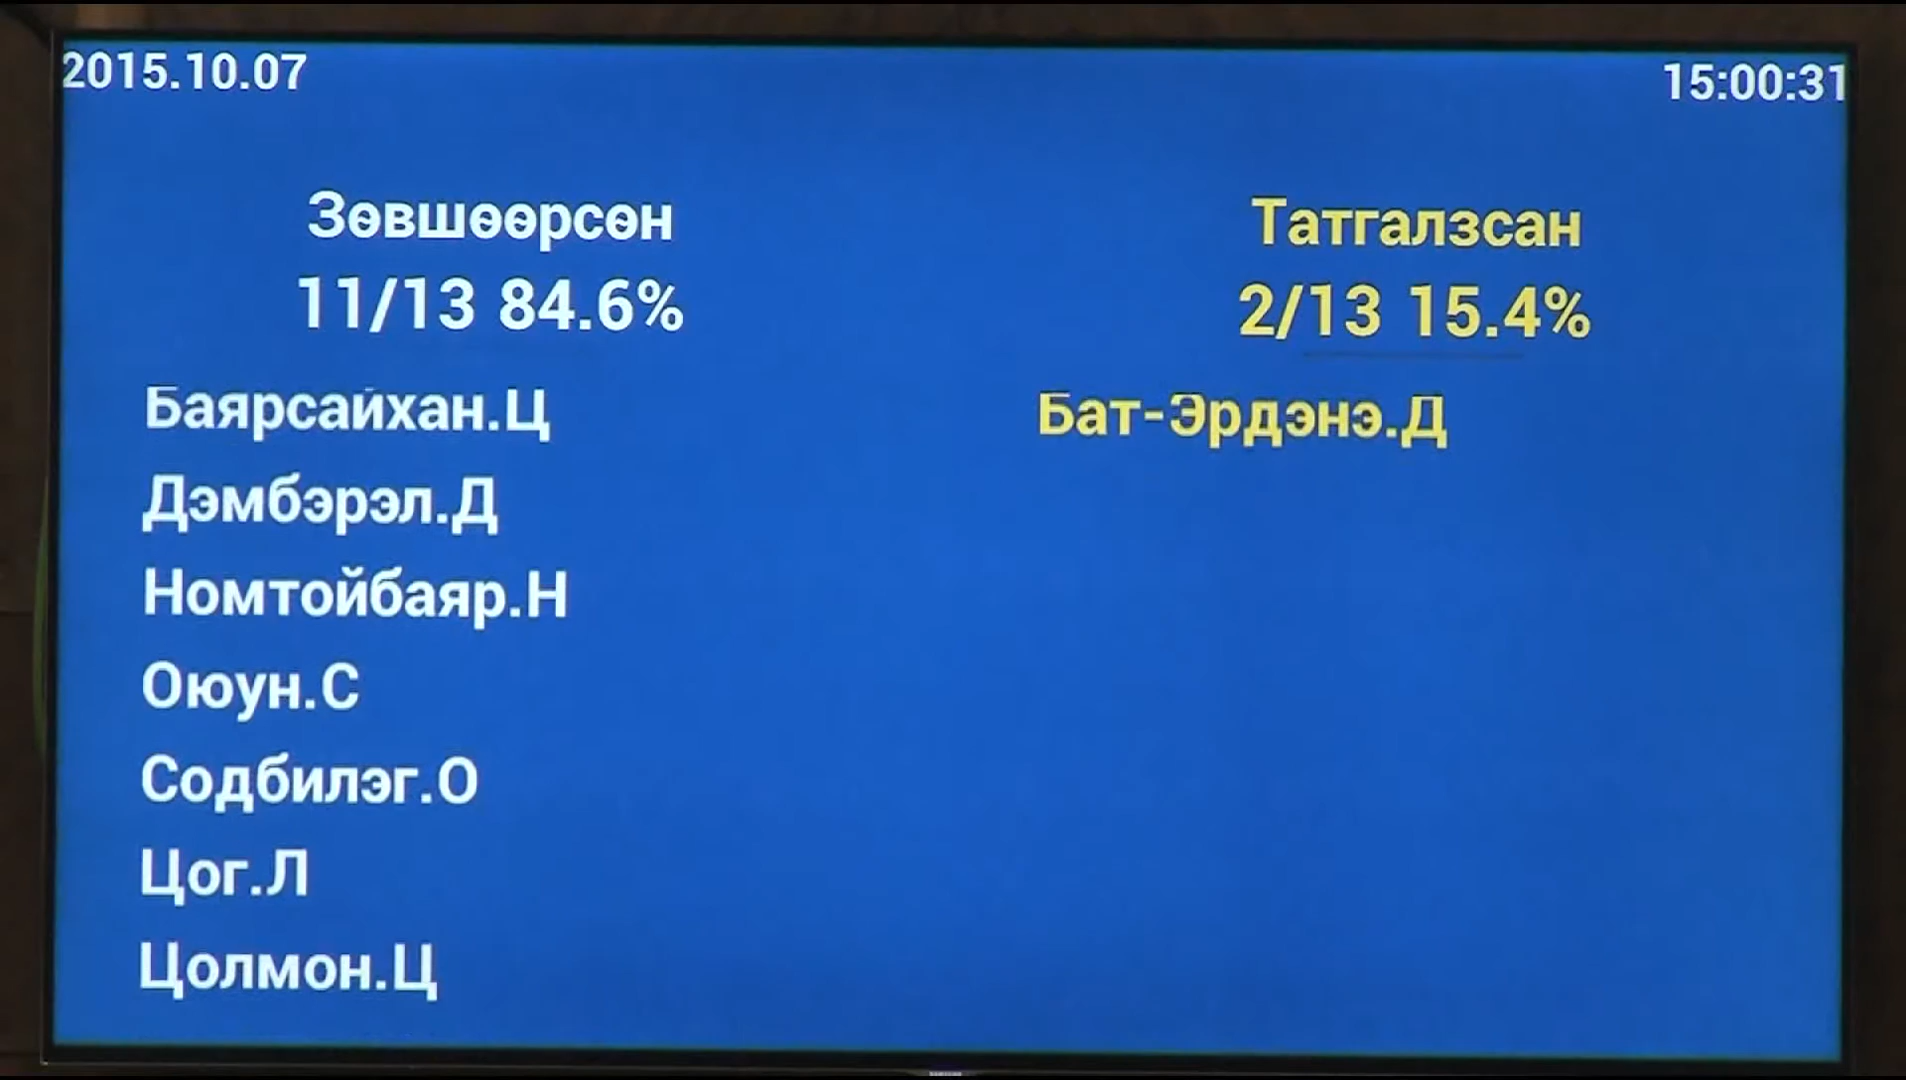 2015.10.07
15:00:31
Зөвшөөрсөн
11/13 84.6%
Баярсайхан.Ц
Дэмбэрэл.Д
Номтойбаяр.Н
Оюун.С
Содбилэг.О
Цог.Л
Цолмон.Ц
Татгалзсан
2/13 15.4%
Бат-Эрдэнэ.Д